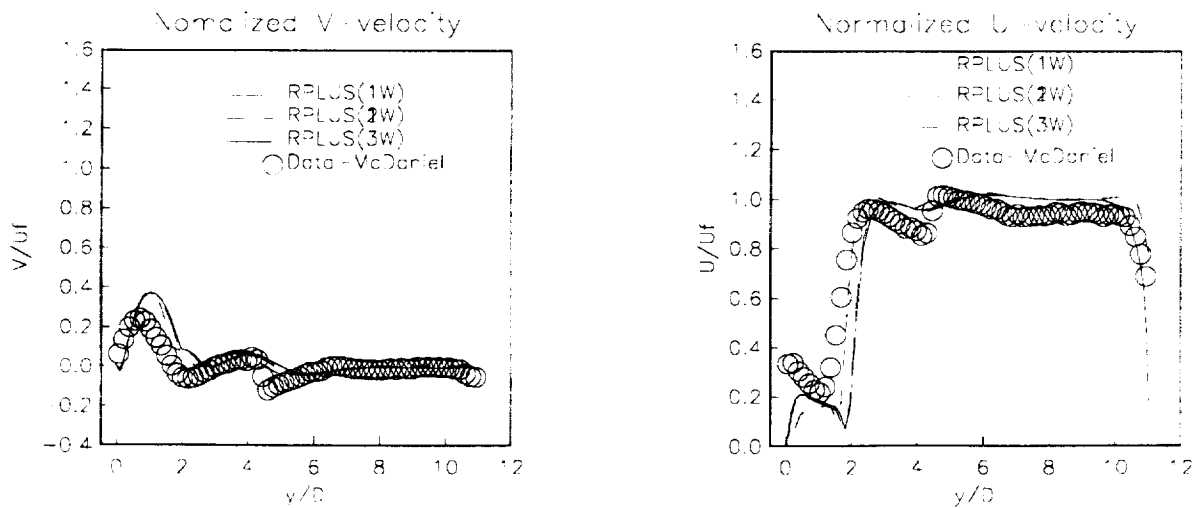 Nomalized V-velocity
1.6
1.4
1.2
1.0
0.8
0.6
0.4
0.2
0.0
-0.2
-0.4
V/uf
RPLUS(1W)
RPLUS(2W)
RPLUS(3W)
Data-McDaniel
0 2 4 6 8 10 12
y/D
Normalized U-velocity
1.6
1.4
1.2
1.0
0.8
0.6
0.4
0.2
0.0
U/uf
RPLUS(1W)
RPLUS(2W)
RPLUS(3W)
Data-McDaniel
0 2 4 6 8 10 12
y/D